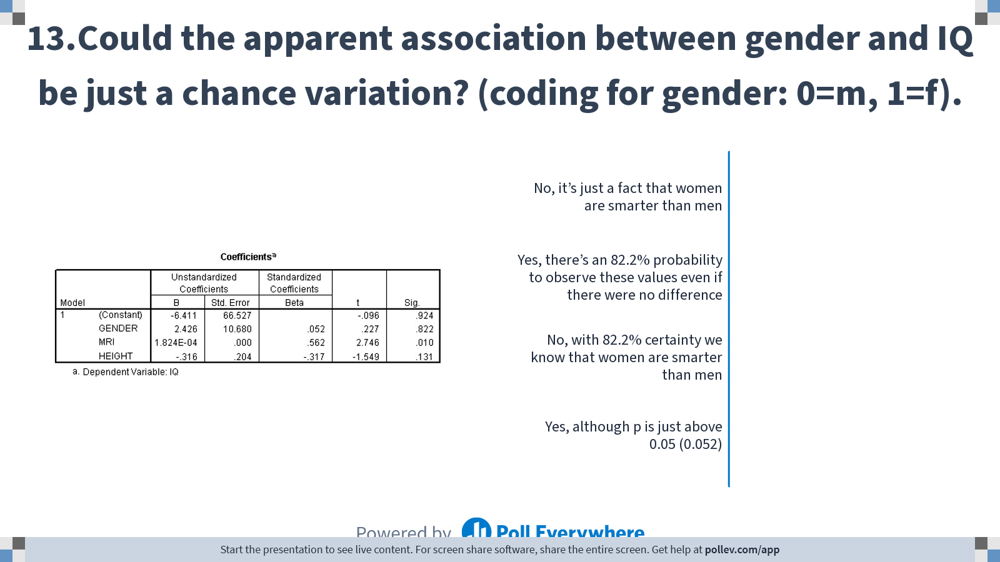 13.Could the apparent association between gender and IQ
be just a chance variation? (coding for gender: 0=m, 1=f).
No, it’s just a fact that women
are smarter than men
Yes, there’s an 82.2% probability
to observe these values even if
there were no difference
No, with 82.2% certainty we
know that women are smarter
than men
Yes, although p is just above
0.05 (0.052)
Coefficientsa
Unstandardized Standardized
Coefficients Coefficients
Model B Std. Error Beta t Sig.
1 (Constant) -6.411 66.527 -.096 .924
GENDER 2.426 10.680 .052 .227 .822
MRI 1.824E-04 .000 .562 2.746 .010
HEIGHT -.316 .204 -.317 -1.549 .131
a. Dependent Variable: IQ
Powered by Poll Everywhere
Start the presentation to see live content. For screen share software, share the entire screen. Get help at pollev.com/app